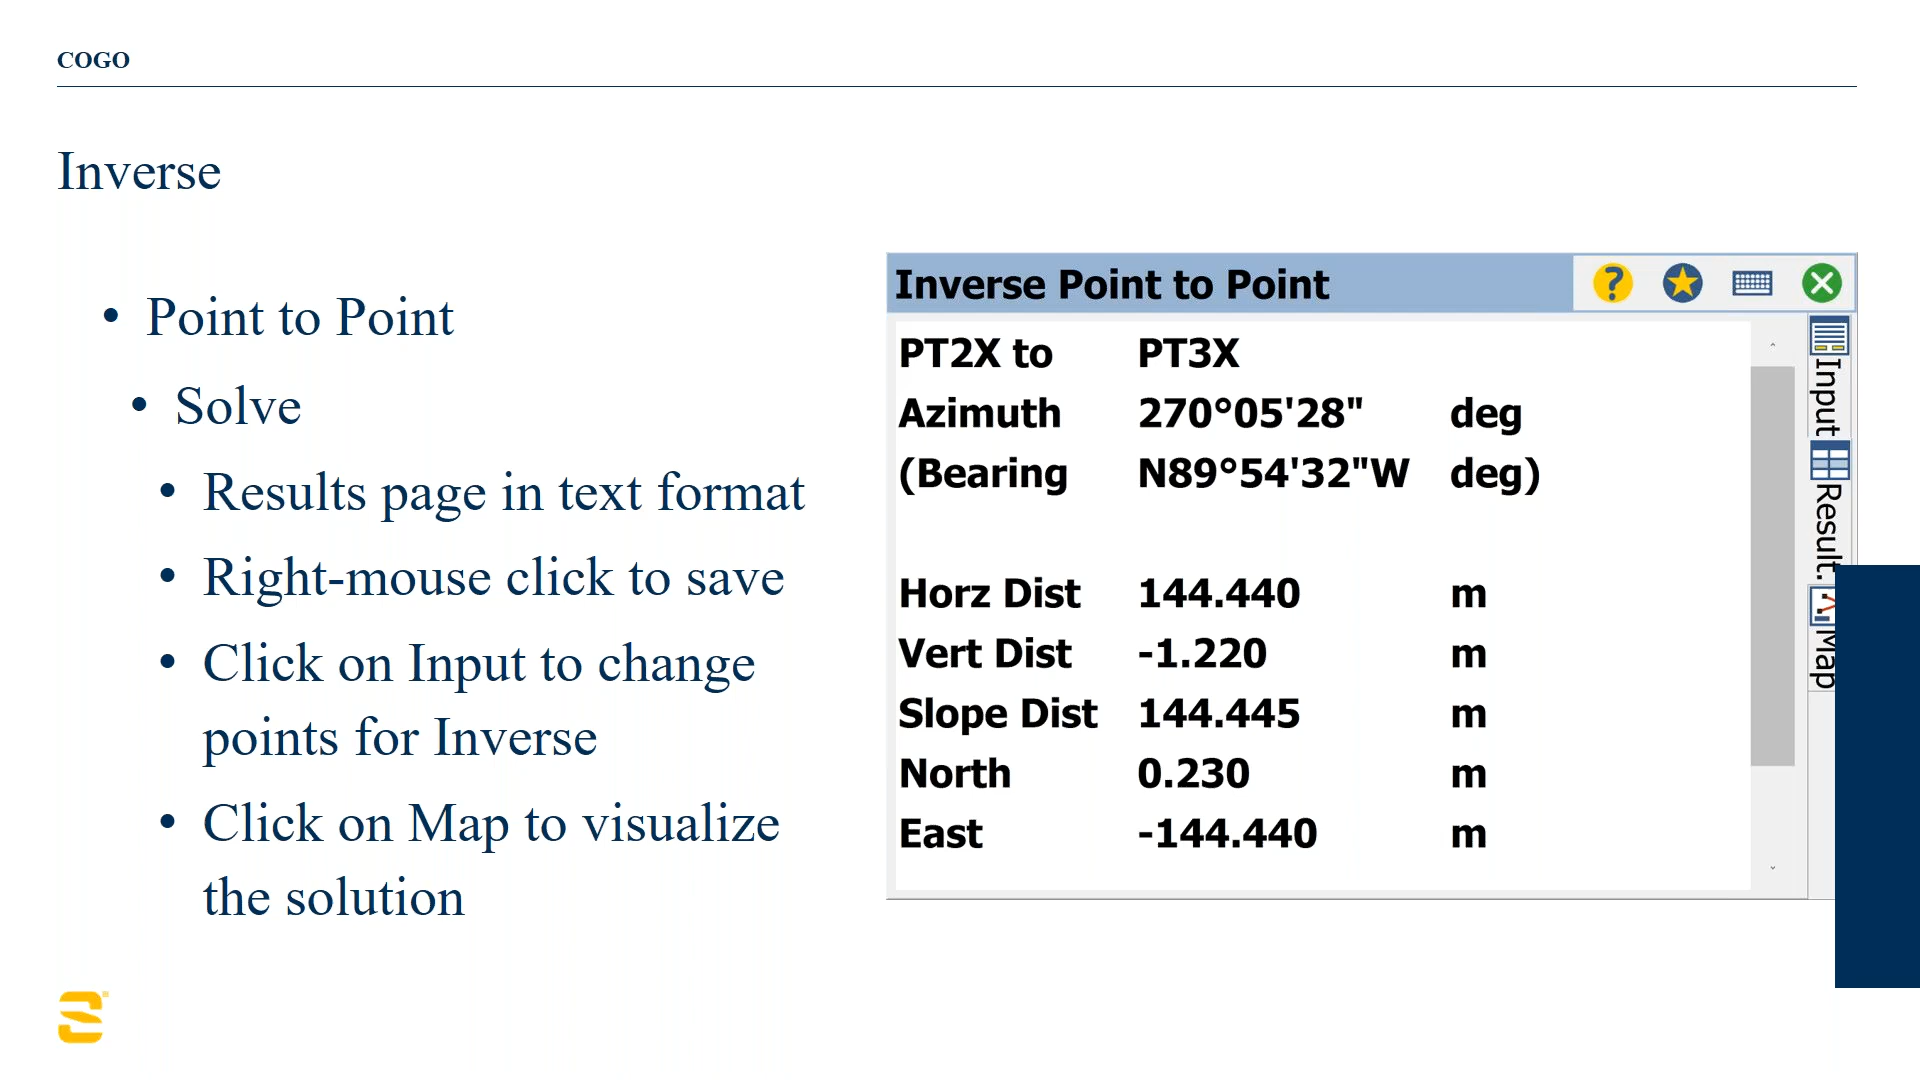 COGO
Inverse
• Point to Point
• Solve
• Results page in text format
• Right-mouse click to save
• Click on Input to change
points for Inverse
• Click on Map to visualize
the solution
Inverse Point to Point
PT2X to PT3X
Azimuth 270°05'28" deg
(Bearing N89°54'32"W deg)
Horz Dist 144.440 m
Vert Dist -1.220 m
Slope Dist 144.445 m
North 0.230 m
East -144.440 m
Input
Result.
Map